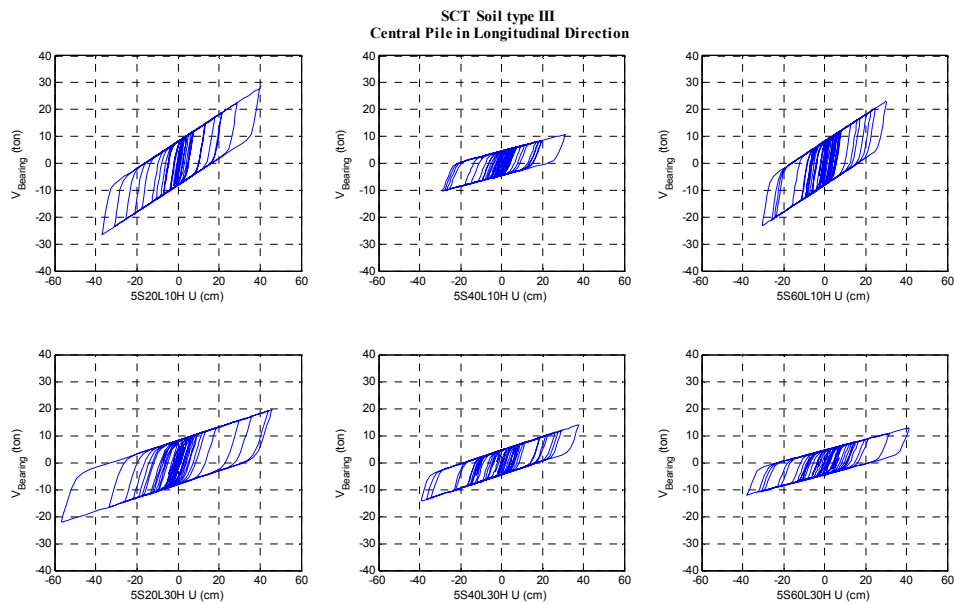 SCT Soil type III
Central Pile in Longitudinal Direction
40
30
20
10
0
-10
-20
-30
-40
-60 -40 -20 0 20 40 60
V Bearing (ton)
5S20L10H U (cm)
40
30
20
10
0
-10
-20
-30
-40
-60 -40 -20 0 20 40 60
V Bearing (ton)
5S40L10H U (cm)
40
30
20
10
0
-10
-20
-30
-40
-60 -40 -20 0 20 40 60
V Bearing (ton)
5S60L10H U (cm)
40
30
20
10
0
-10
-20
-30
-40
-60 -40 -20 0 20 40 60
V Bearing (ton)
5S20L30H U (cm)
40
30
20
10
0
-10
-20
-30
-40
-60 -40 -20 0 20 40 60
V Bearing (ton)
5S40L30H U (cm)
40
30
20
10
0
-10
-20
-30
-40
-60 -40 -20 0 20 40 60
V Bearing (ton)
5S60L30H U (cm)